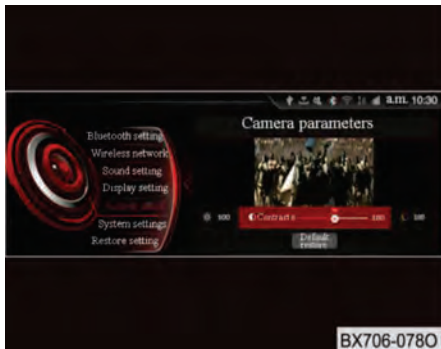 a.m. 10:30
Camera parameters
Bluetooth setting
Wireless network
Sound setting
Display setting
System settings
Restore setting
Contrast
Default
restore
BX706-078O